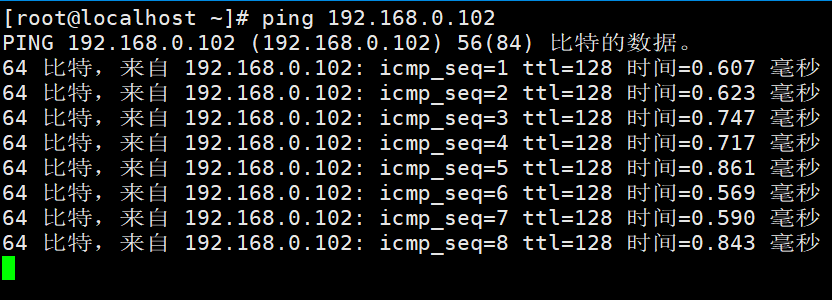 [root@localhost ~]# ping 192.168.0.102
PING 192.168.0.102 (192.168.0.102) 56(84) 比特的数据。
64 比特，来自 192.168.0.102: icmp_seq=1 ttl=128 时间=0.607 毫秒
64 比特，来自 192.168.0.102: icmp_seq=2 ttl=128 时间=0.623 毫秒
64 比特，来自 192.168.0.102: icmp_seq=3 ttl=128 时间=0.747 毫秒
64 比特，来自 192.168.0.102: icmp_seq=4 ttl=128 时间=0.717 毫秒
64 比特，来自 192.168.0.102: icmp_seq=5 ttl=128 时间=0.861 毫秒
64 比特，来自 192.168.0.102: icmp_seq=6 ttl=128 时间=0.569 毫秒
64 比特，来自 192.168.0.102: icmp_seq=7 ttl=128 时间=0.590 毫秒
64 比特，来自 192.168.0.102: icmp_seq=8 ttl=128 时间=0.843 毫秒